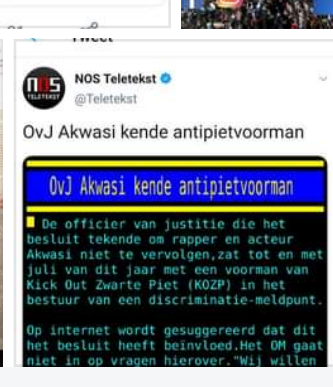 Tweet
NOS
TELETEKST
NOS Teletekst
@Teletekst
OvJ Akwasi kende antipietvoorman
OvJ Akwasi kende antipietvoorman
De officier van justitie die het
besluit tekende om rapper en acteur
Akwasi niet te vervolgen,zat tot en met
juli van dit jaar met een voorman van
Kick Out Zwarte Piet (KOZP) in het
bestuur van een discriminatie-meldpunt.
Op internet wordt gesuggereerd dat dit
het besluit heeft beïnvloed.Het OM gaat
niet in op vragen hierover."Wij willen